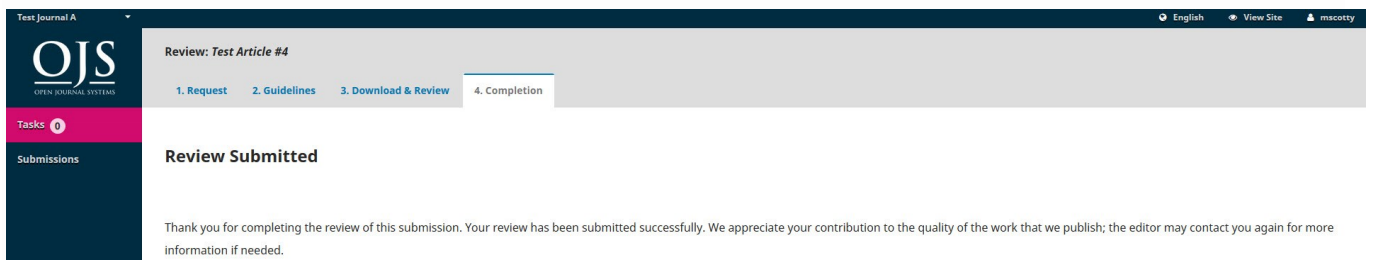 Test Journal A
English View Site mscotty
OJS
OPEN JOURNAL SYSTEMS
Review: Test Article #4
1. Request 2. Guidelines 3. Download & Review 4. Completion
Tasks 0
Submissions
Review Submitted
Thank you for completing the review of this submission. Your review has been submitted successfully. We appreciate your contribution to the quality of the work that we publish; the editor may contact you again for more
information if needed.